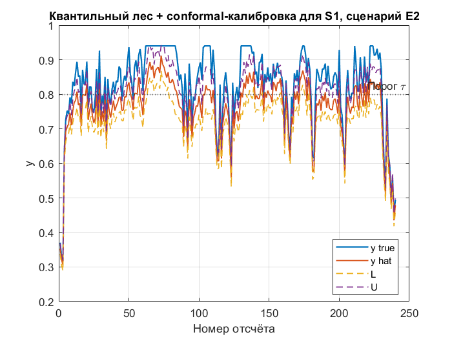 Квантильный лес + conformal-калибровка для S1, сценарий E2
1
0.9
0.8
0.7
0.6
0.5
0.4
0.3
0.2
y
Порог τ
y true
y hat
L
U
0
50
100
150
200
250
Номер отсчёта